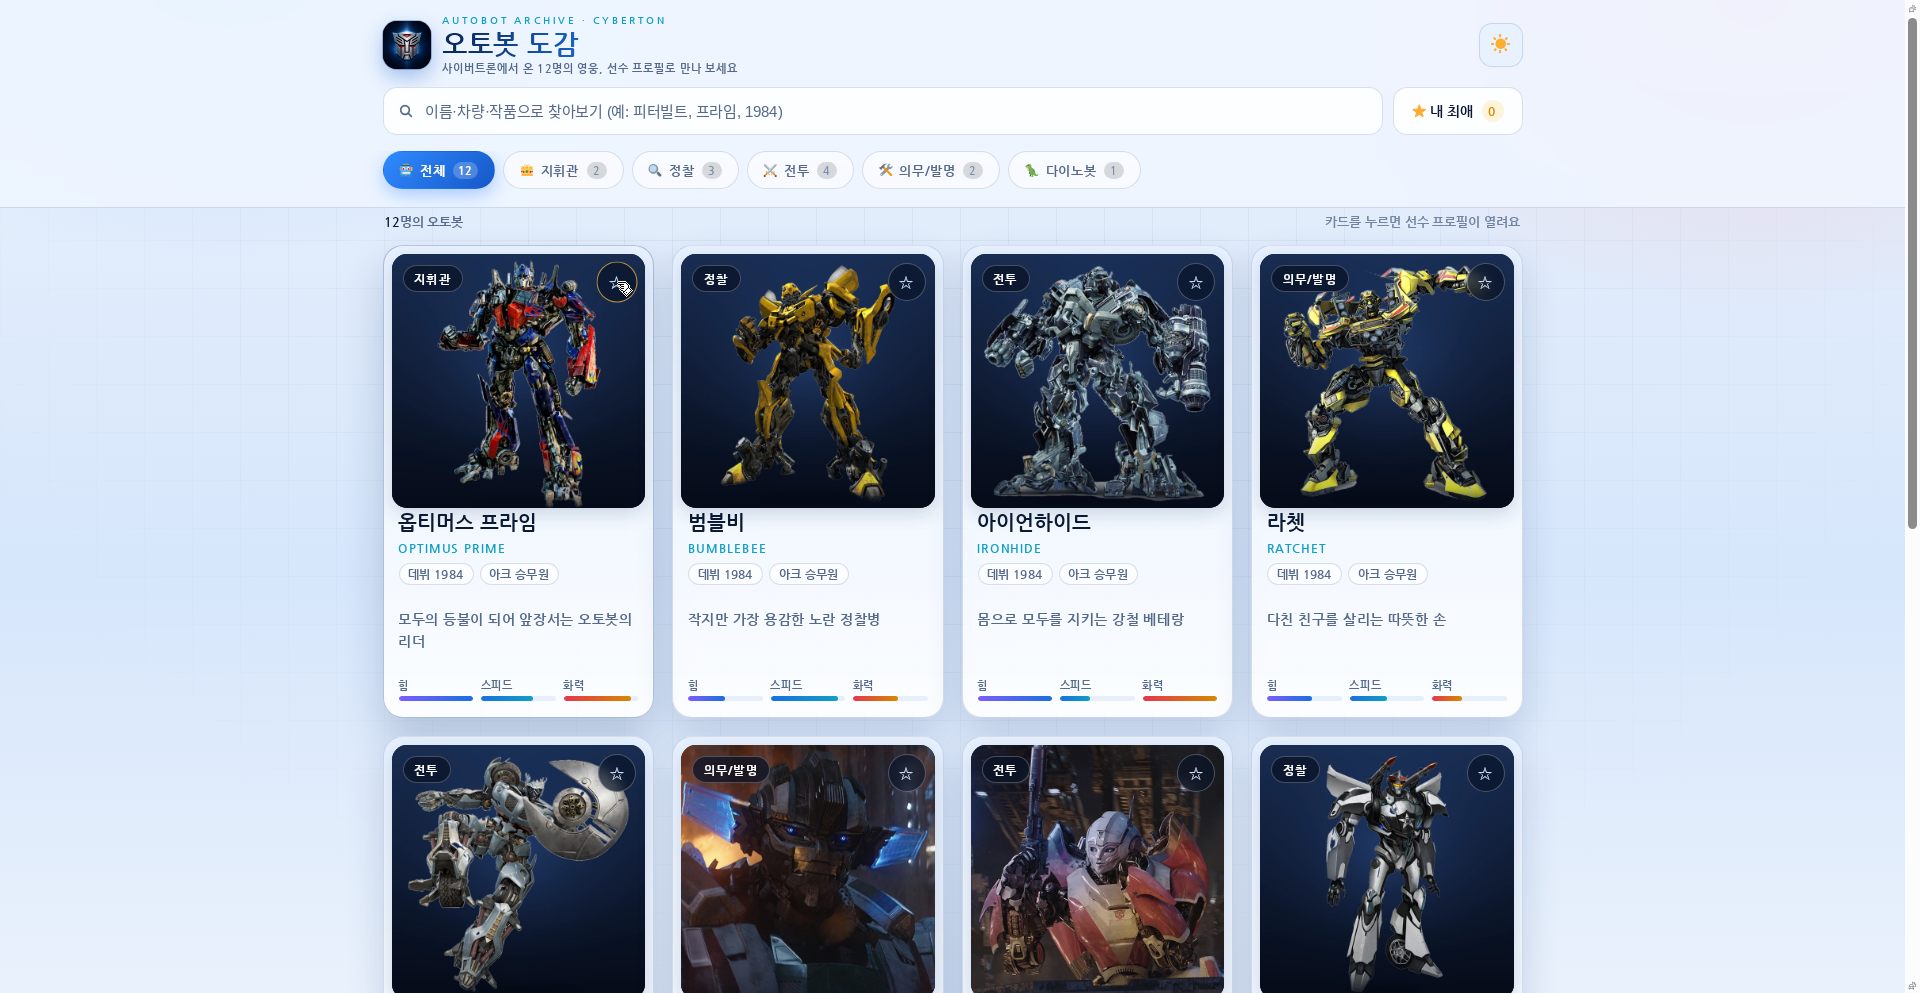 AUTOBOT ARCHIVE · CYBERTON
오토봇 도감
사이버트론에서 온 12명의 영웅, 선수 프로필로 만나 보세요
이름·차량·작품으로 찾아보기 (예: 피터빌트, 프라임, 1984)
내 최애 0
전체 12
지휘관 2
정찰 3
전투 4
의무/발명 2
다이노봇 1
12명의 오토봇
카드를 누르면 선수 프로필이 열려요
지휘관
옵티머스 프라임
OPTIMUS PRIME
데뷔 1984
아크 승무원
모두의 등불이 되어 앞장서는 오토봇의
리더
힘
스피드
화력
정찰
범블비
BUMBLEBEE
데뷔 1984
아크 승무원
작지만 가장 용감한 노란 정찰병
힘
스피드
화력
전투
아이언하이드
IRONHIDE
데뷔 1984
아크 승무원
몸으로 모두를 지키는 강철 베테랑
힘
스피드
화력
의무/발명
라쳇
RATCHET
데뷔 1984
아크 승무원
다친 친구를 살리는 따뜻한 손
힘
스피드
화력
전투
의무/발명
전투
정찰